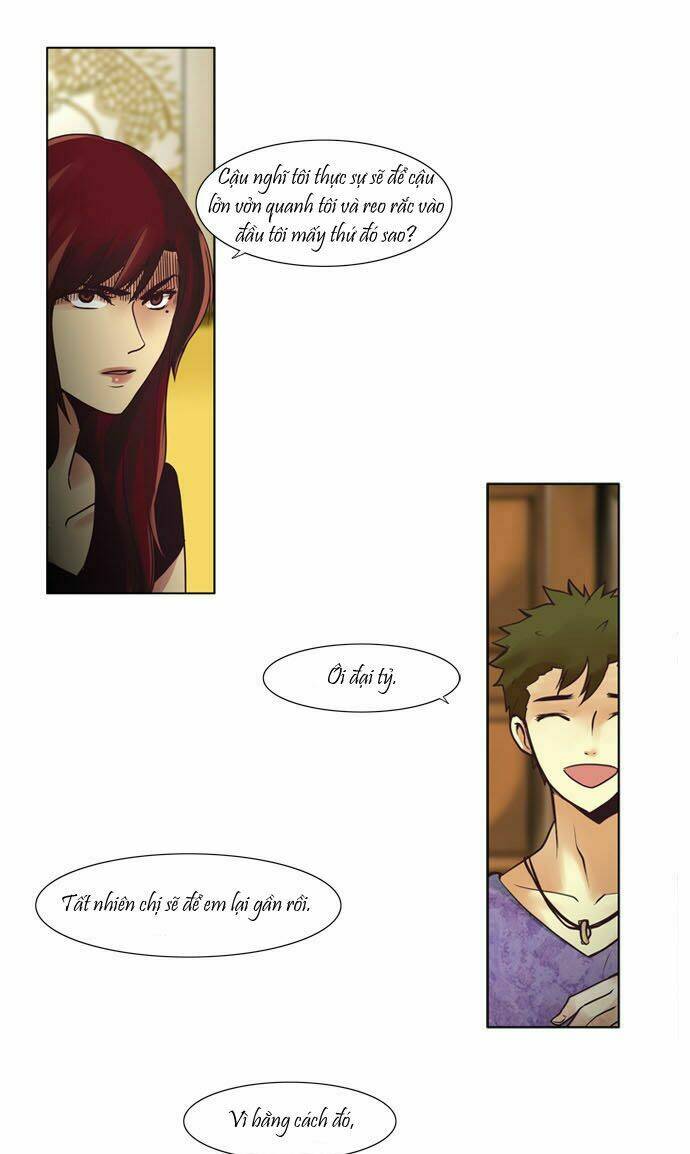 Cậu nghĩ tôi thực sự sẽ để cậu
lởn vởn quanh tôi và reo rắc vào
đầu tôi mấy thứ đó sao?
Ôi đại tỷ.
Tất nhiên chị sẽ để em lại gần rồi.
Vì bằng cách đó,